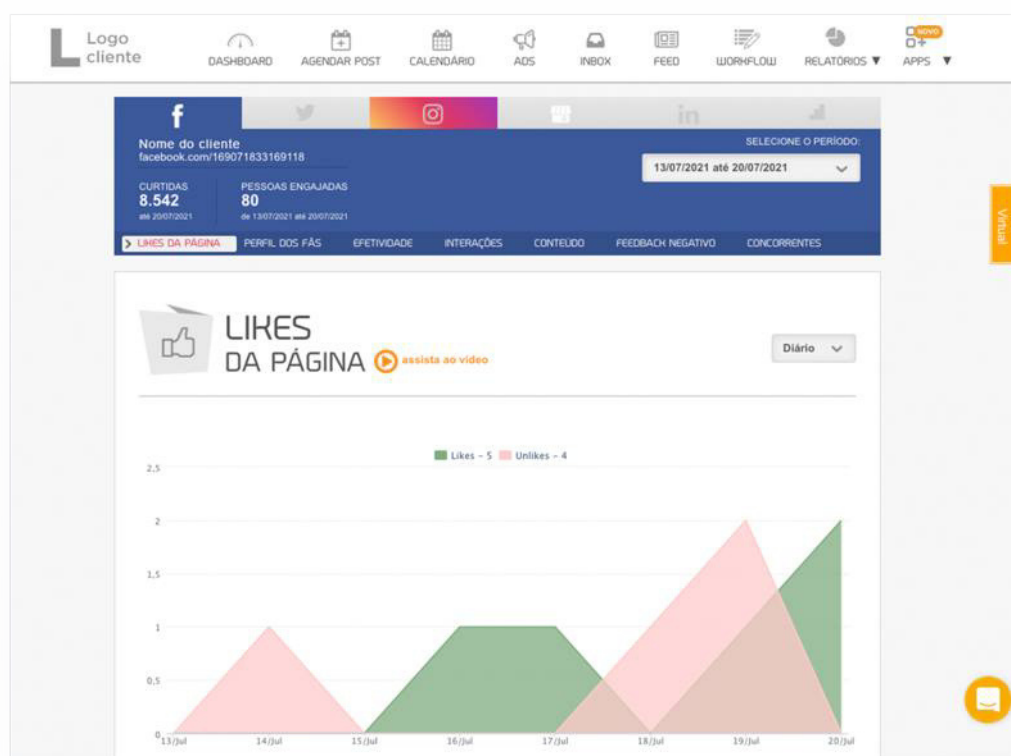 Logo
cliente
DASHBOARD
AGENDAR POST
CALENDÁRIO
ADS
INBOX
FEED
WORKFLOW
RELATÓRIOS ▼
NOVO
APPS ▼
Nome do cliente
facebook.com/169071833169118
SELECIONE O PERÍODO:
13/07/2021 até 20/07/2021
CURTIDAS
8.542
até 20/07/2021
PESSOAS ENGAJADAS
80
de 13/07/2021 até 20/07/2021
LIKES DA PÁGINA
PERFIL DOS FÃS
EFETIVIDADE
INTERAÇÕES
CONTEÚDO
FEEDBACK NEGATIVO
CONCORRENTES
Virtual
LIKES
DA PÁGINA
assista ao vídeo
Diário
Likes - 5
Unlikes - 4
2,5
2
1,5
1
0,5
0
13/Jul
14/Jul
15/Jul
16/Jul
17/Jul
18/Jul
19/Jul
20/Jul